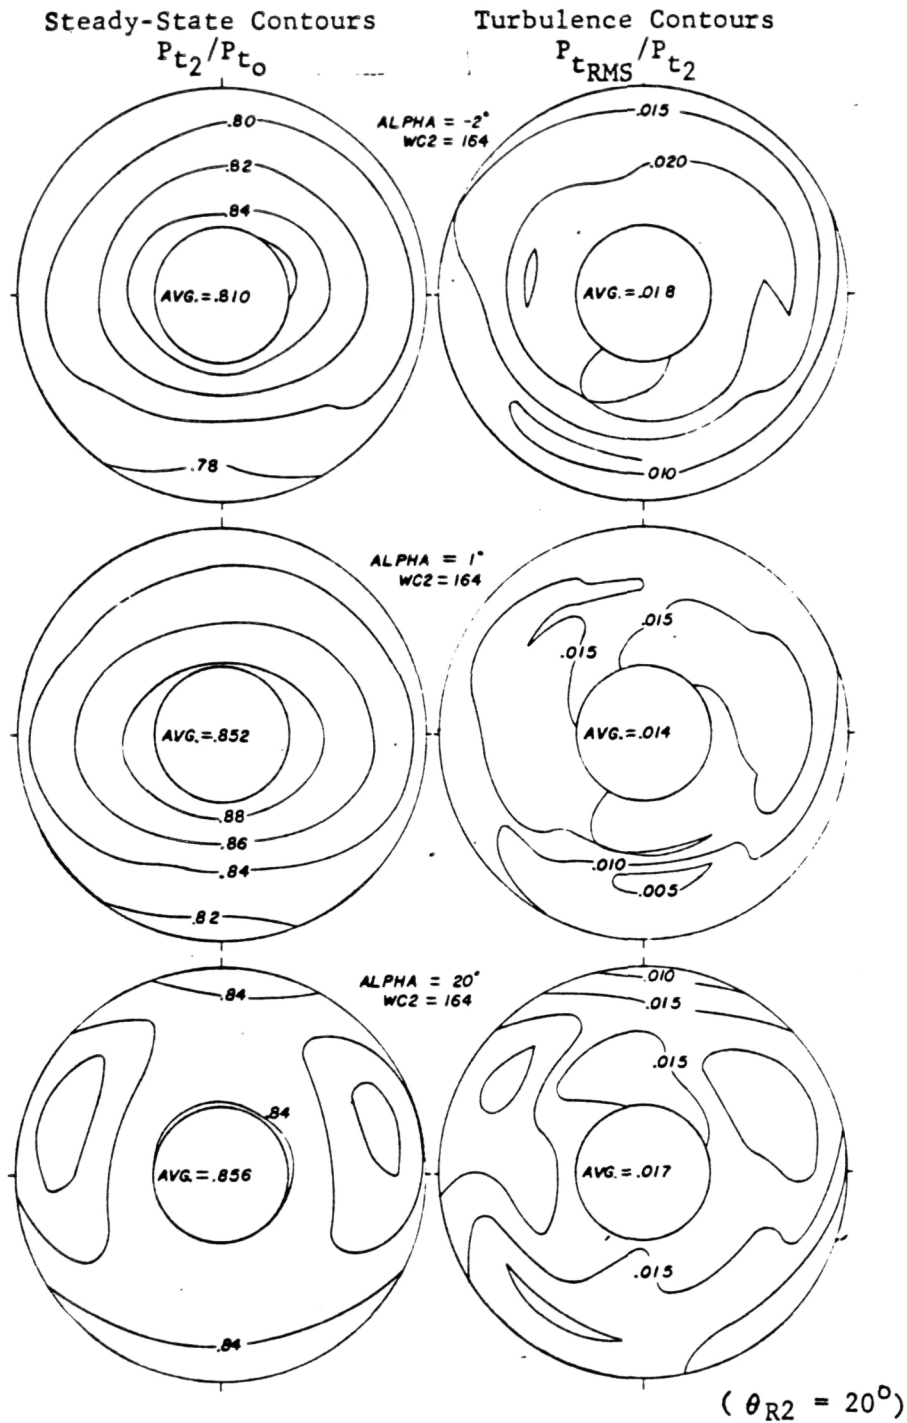 Steady-State Contours
Turbulence Contours
Pt2/Pto
PtRMS/Pt2
ALPHA = -2°
WC2 = 164
.80
.82
.84
AVG. = .810
.78
.015
.020
AVG. = .018
.010
ALPHA = 1°
WC2 = 164
AVG. = .852
.88
.86
.84
.82
.015
.015
AVG. = .014
.010
.005
ALPHA = 20°
WC2 = 164
.84
.84
AVG. = .856
.84
.010
.015
.015
AVG. = .017
.015
( θR2 = 20°)